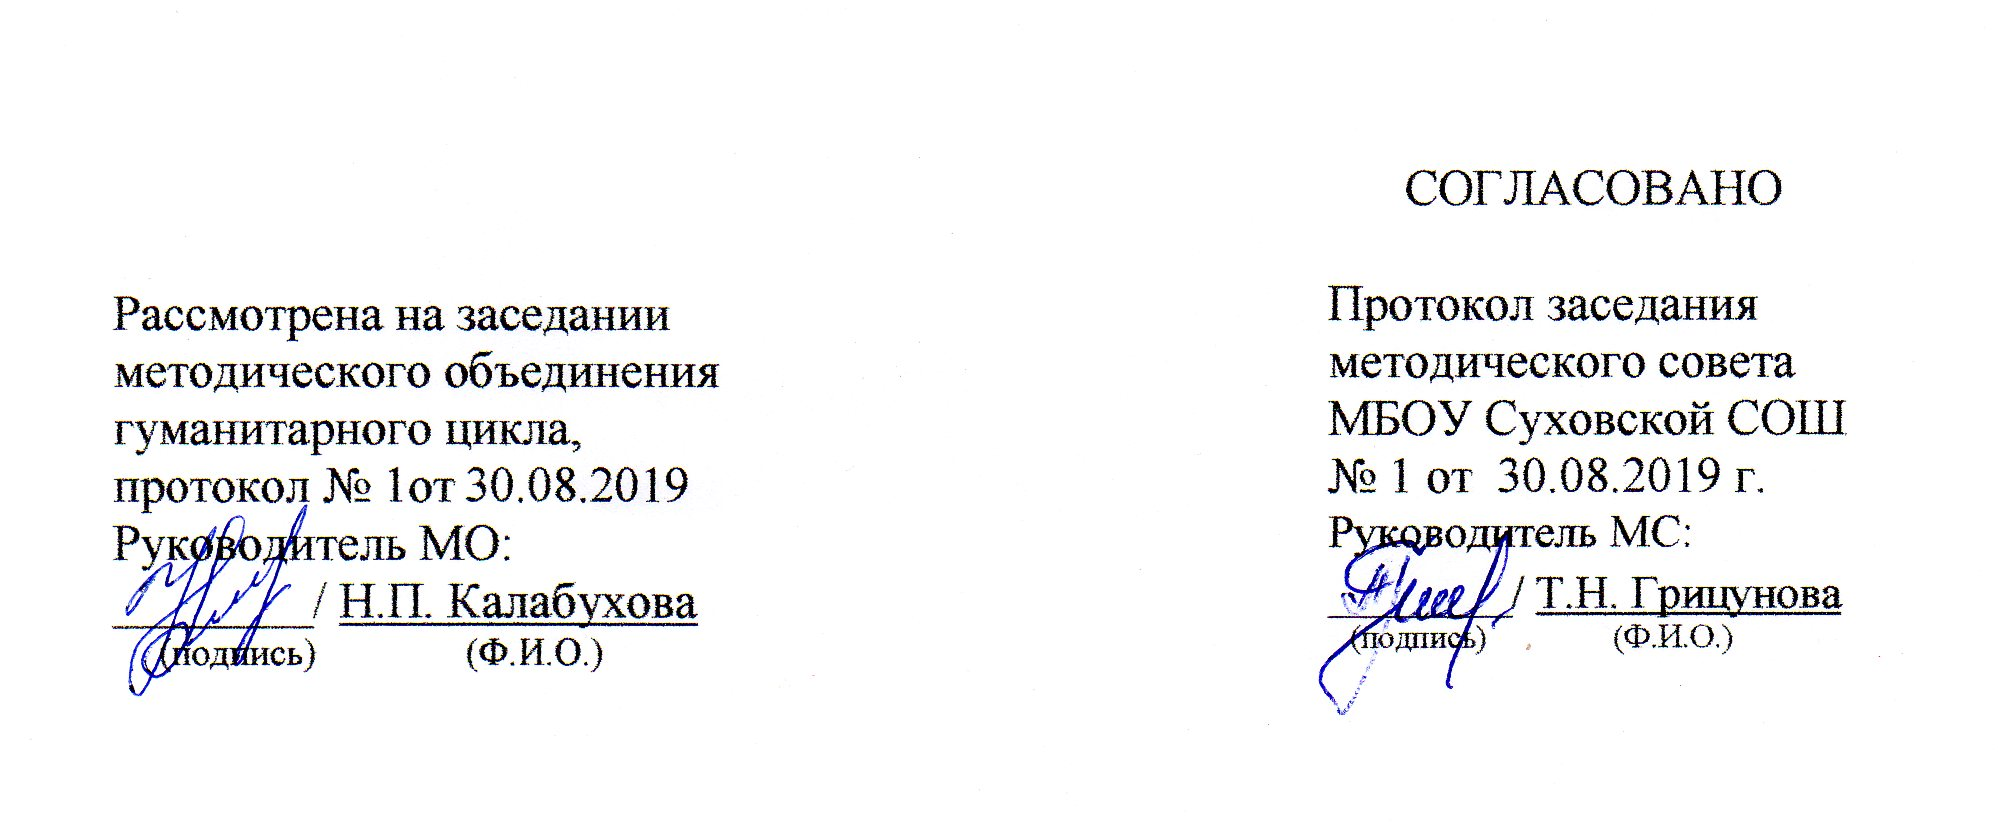 Рассмотрена на заседании
методического объединения
гуманитарного цикла,
протокол № 1от 30.08.2019
Руководитель МО:
/ Н.П. Калабухова
(подпись) (Ф.И.О.)
СОГЛАСОВАНО
Протокол заседания
методического совета
МБОУ Суховской СОШ
№ 1 от 30.08.2019 г.
Руководитель МС:
/ Т.Н. Грицунова
(подпись) (Ф.И.О.)